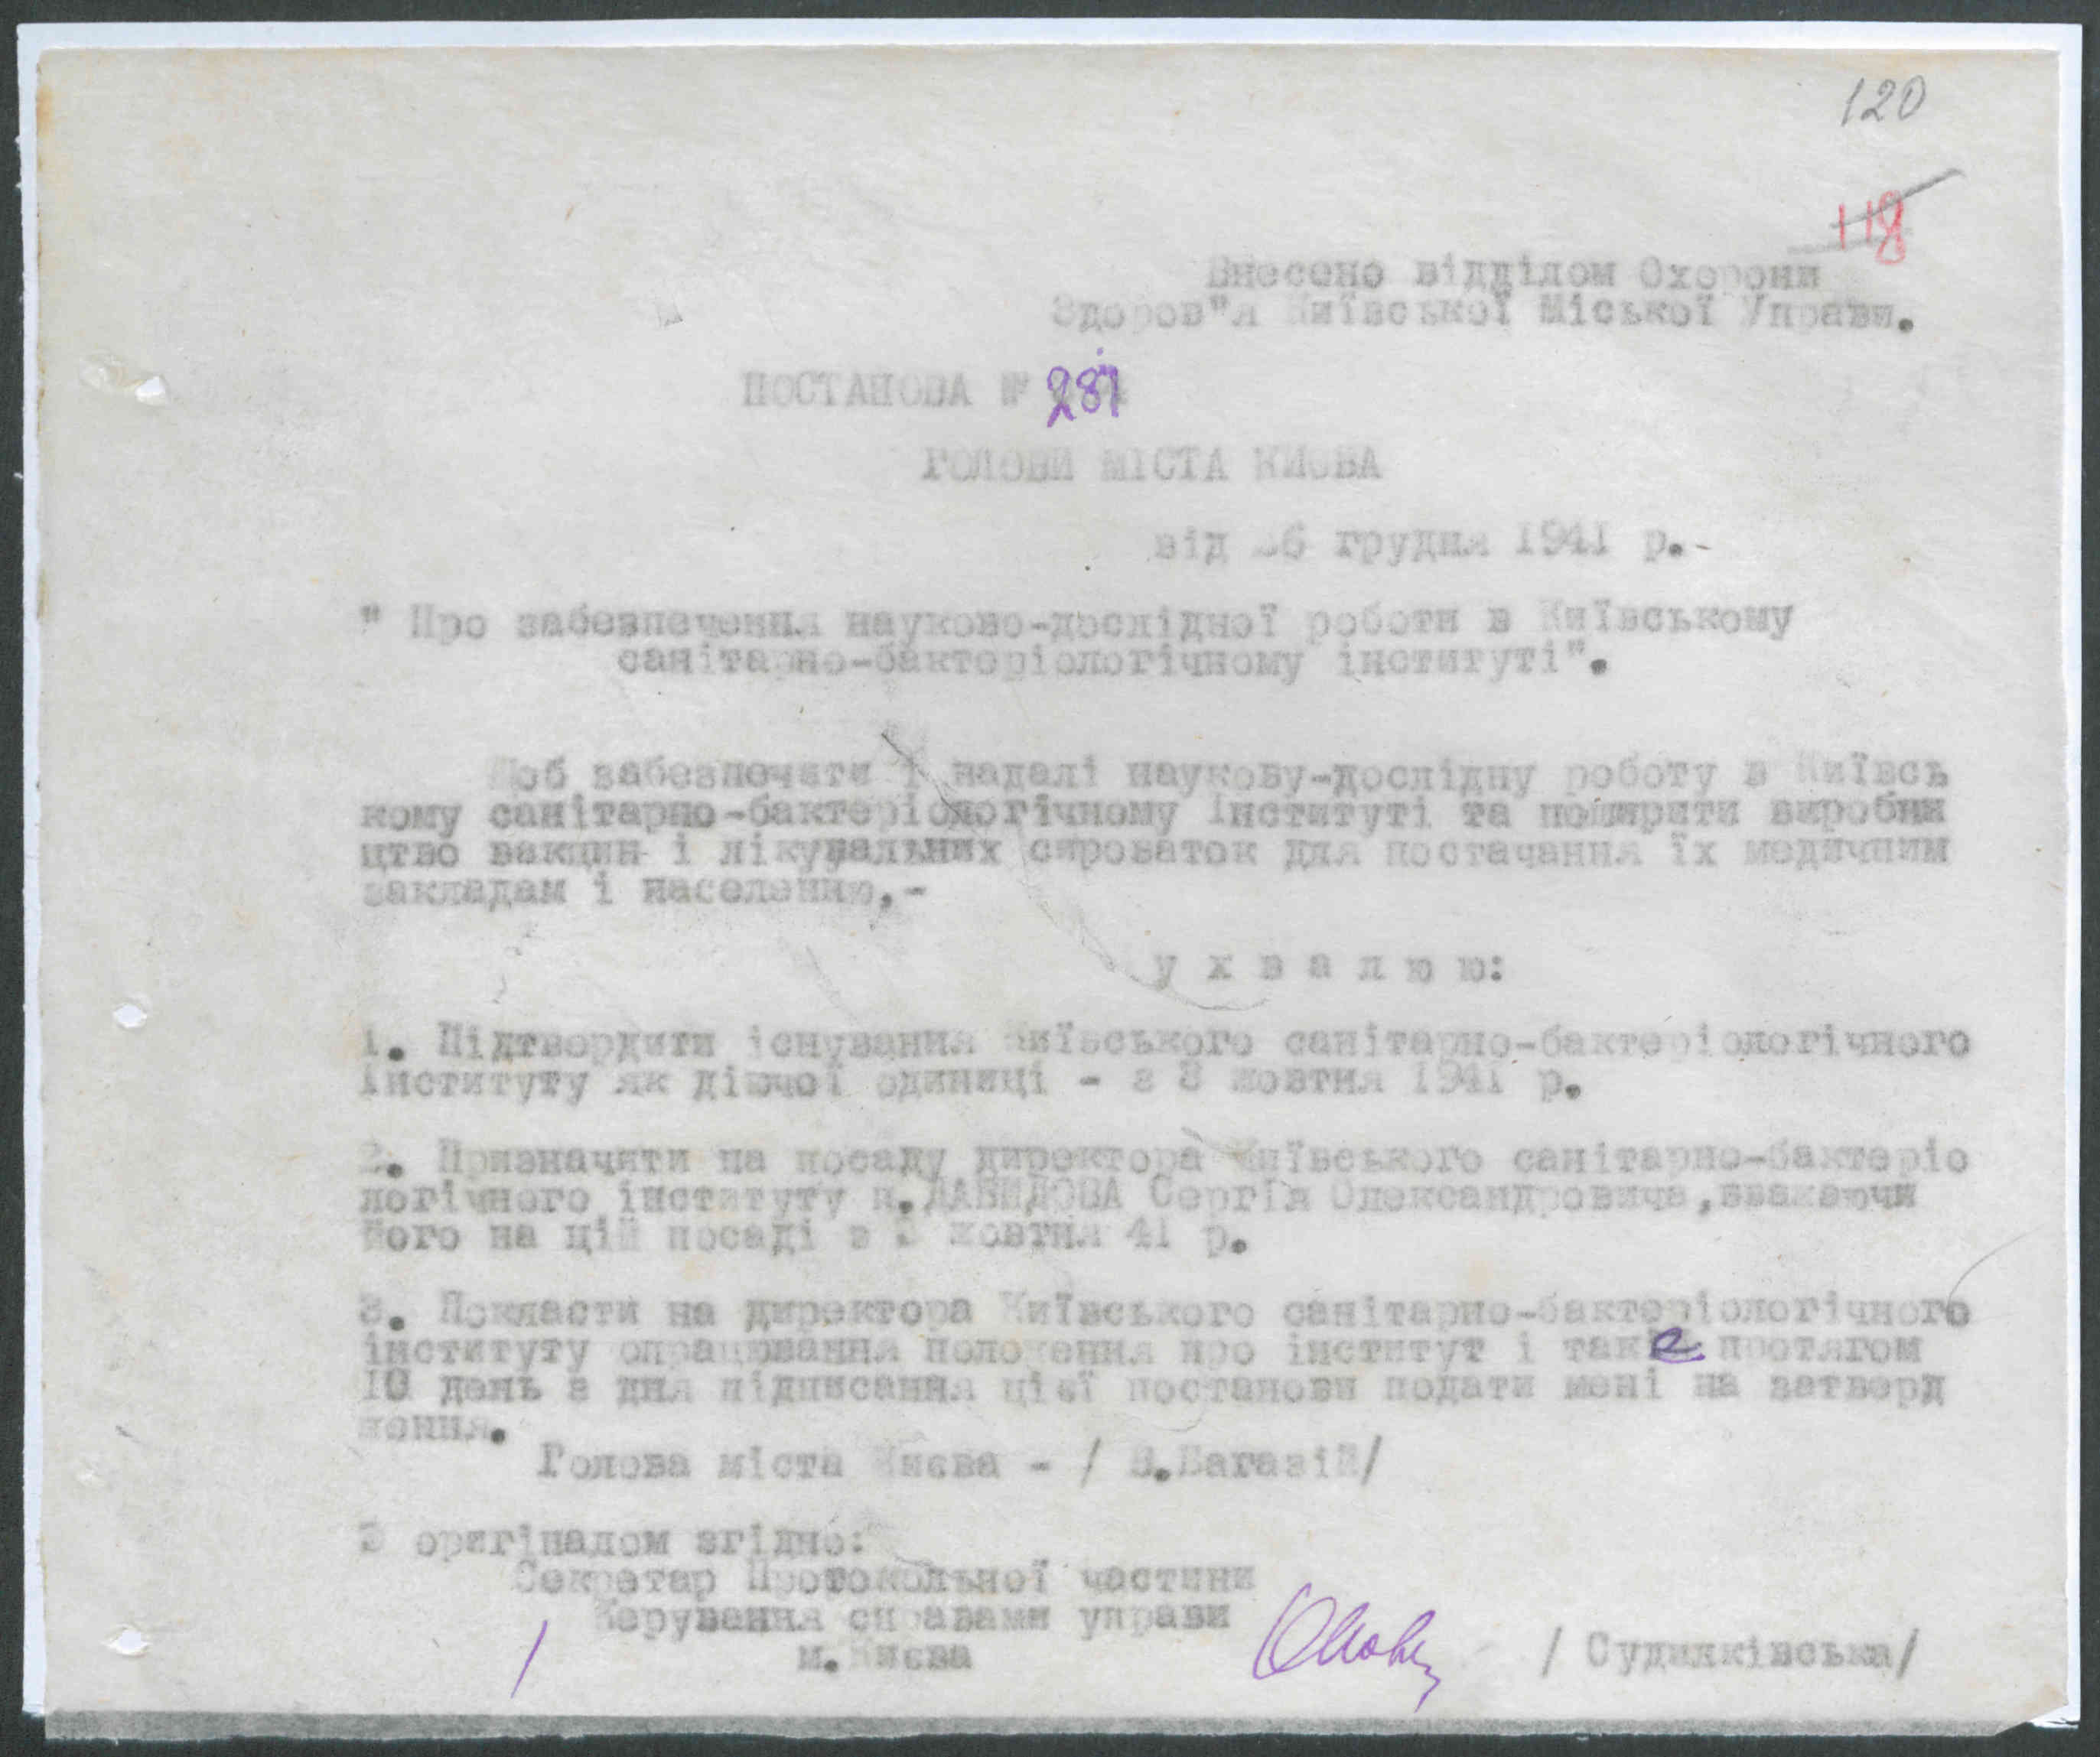 120
118
Внесено відділом Охорони
Здоров"я Київської Міської Управи.
ПОСТАНОВА № 287
ГОЛОВИ МІСТА КИЄВА
від 26 грудня 1941 р.-
" Про забезпечення науково-дослідної роботи в Київському
санітарно-бактеріологічному інституті".
Щоб забезпечити і надалі наукову-дослідну роботу в Київсь
кому санітарно-бактеріологічному Інституті та поширити виробни
цтво вакцин і лікувальних сироваток для постачання їх медичним
закладам і населенню,-
у х в а л ю ю:
1. Підтвердити існування Київського санітарно-бактеріологічного
Інституту як діючої одиниці - з 3 жовтня 1941 р.
2. Призначити на посаду директора Київського санітарно-бактеріо
логічного інституту п.ДАВИДОВА Сергія Олександровича,вважаючи
його на цій посаді з 3 жовтня 41 р.
3. Покласти на директора Київського санітарно-бактеріологічного
інституту опрацювання положення про інститут і таке протягом
10 день з дня підписання цієї постанови подати мені на затверд
ження.
Голова міста Києва - / В.Багазій/
З оригіналом згідно:
Секретар Протокольної частини
Керування справами управи
м.Києва
/ Судилківська/